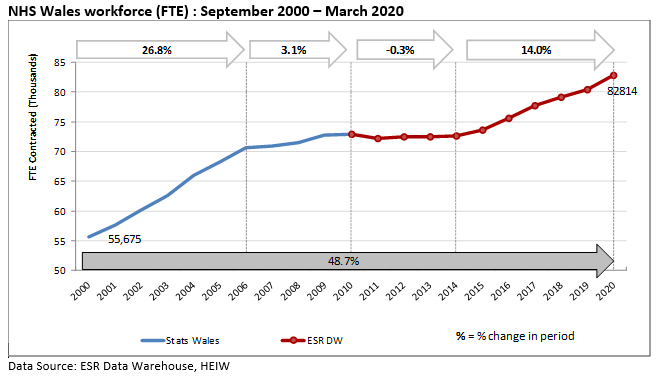 NHS Wales workforce (FTE) : September 2000 – March 2020
26.8%
3.1%
-0.3%
14.0%
FTE Contracted (Thousands)
85
80
75
70
65
60
55
50
82814
55,675
48.7%
2000 2001 2002 2003 2004 2005 2006 2007 2008 2009 2010 2011 2012 2013 2014 2015 2016 2017 2018 2019 2020
Stats Wales
ESR DW
% = % change in period
Data Source: ESR Data Warehouse, HEIW